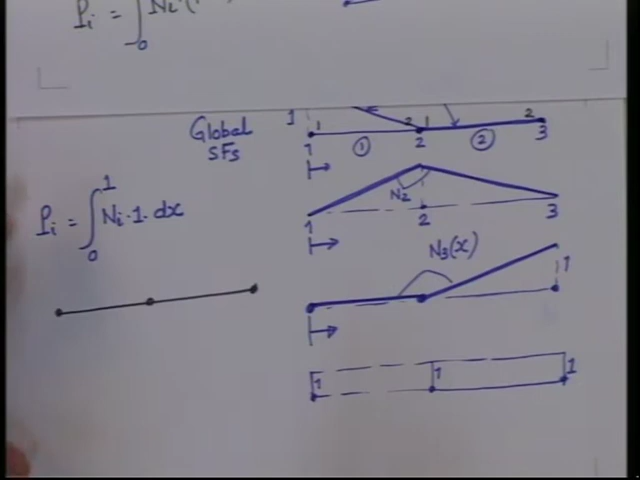 Pi = ∫0 Ni
Global
SFs
1 1 2 1 2
1 ① 2 ② 3
Pi = ∫0^1 Ni·1·dx
N2
1 2 3
N3(x)
1
1 1 1